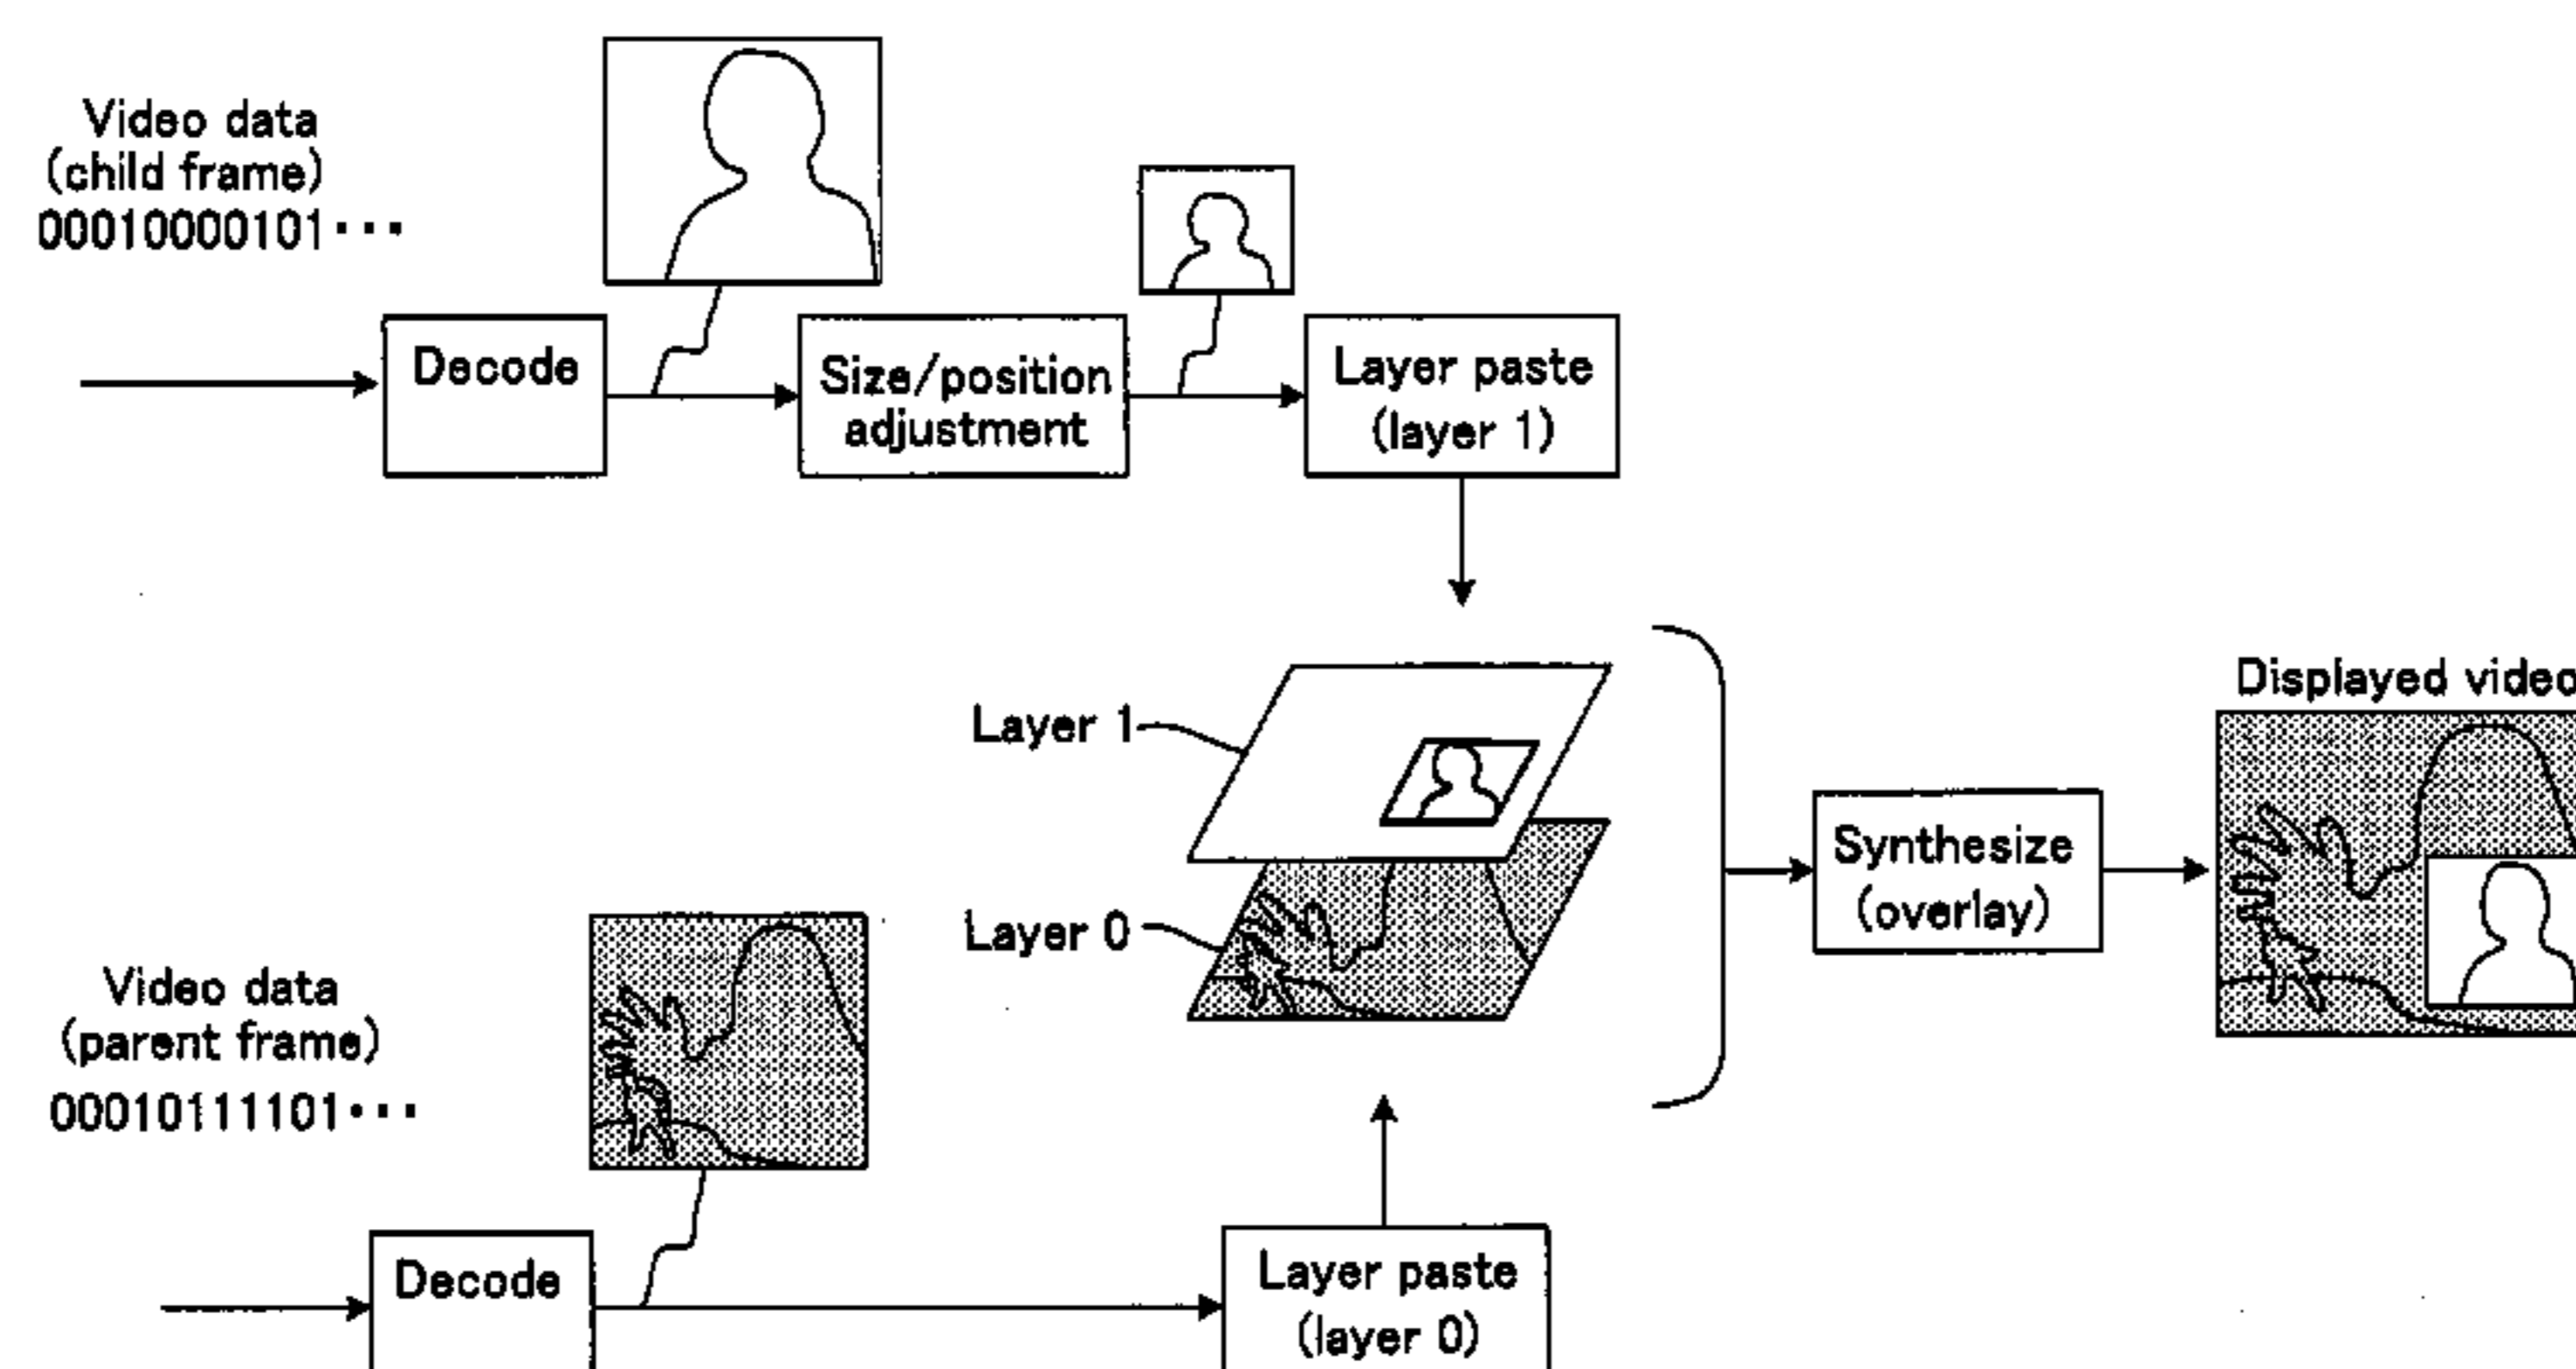 Video data
(child frame)
00010000101・・・
Decode
Size/position
adjustment
Layer paste
(layer 1)
Layer 1
Layer 0
Synthesize
(overlay)
Displayed video
Video data
(parent frame)
00010111101・・・
Decode
Layer paste
(layer 0)